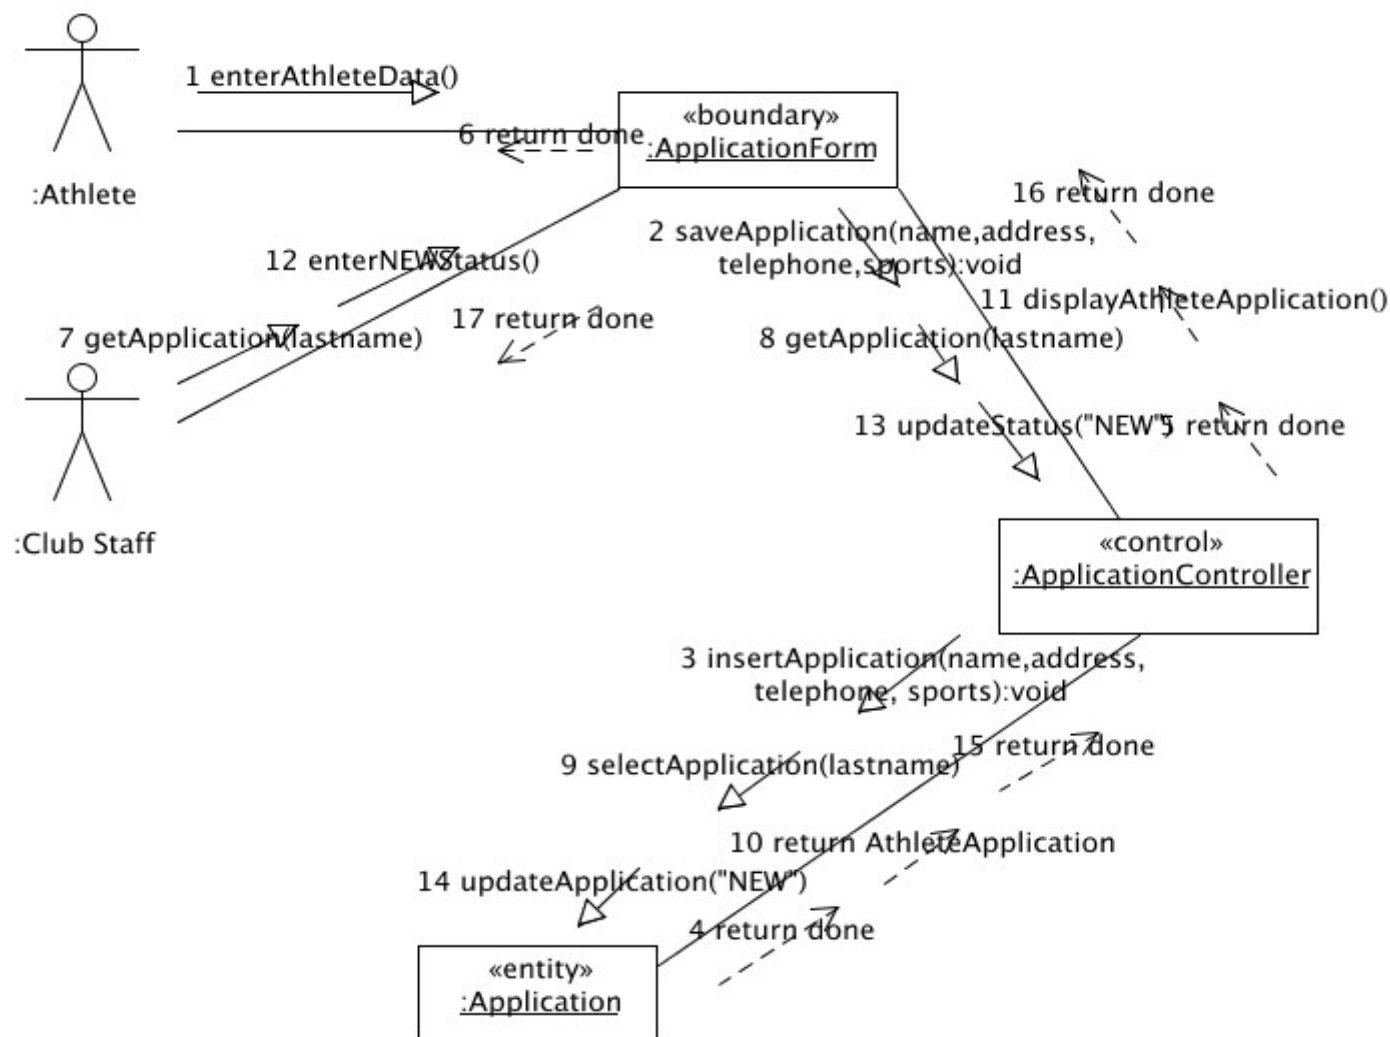 1 enterAthleteData()
«boundary»
:ApplicationForm
6 return done
:Athlete
16 return done
2 saveApplication(name,address,
telephone,sports):void
12 enterNEWStatus()
11 displayAthleteApplication()
17 return done
7 getApplication(lastname)
8 getApplication(lastname)
13 updateStatus("NEW")
5 return done
:Club Staff
«control»
:ApplicationController
3 insertApplication(name,address,
telephone, sports):void
15 return done
9 selectApplication(lastname)
10 return AthleteApplication
14 updateApplication("NEW")
4 return done
«entity»
:Application